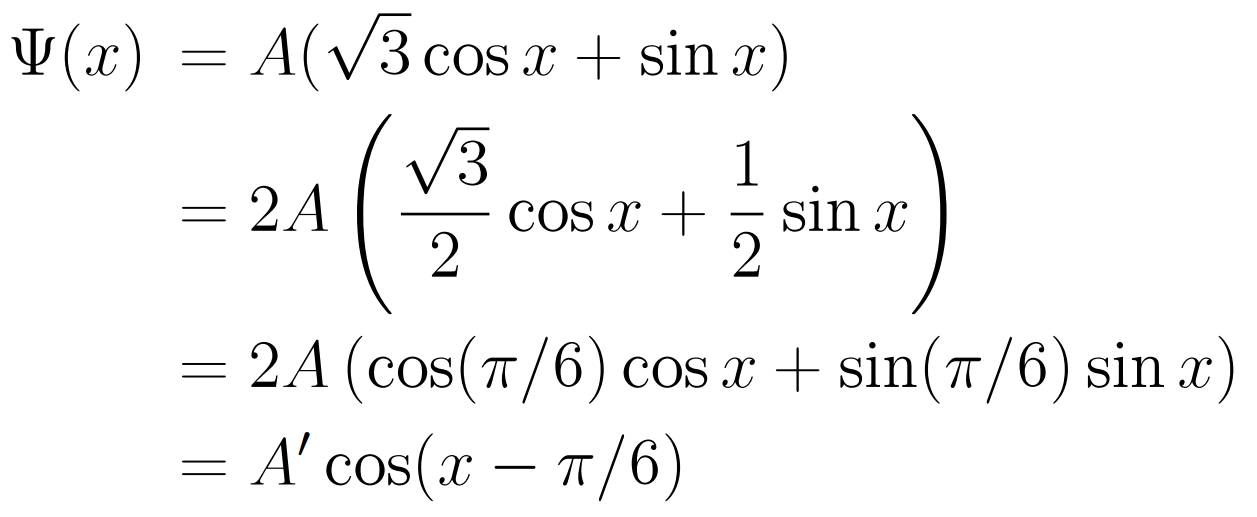 Ψ(x) = A(√3 cos x + sin x)
= 2A (√3/2 cos x + 1/2 sin x)
= 2A (cos(π/6) cos x + sin(π/6) sin x)
= A′ cos(x − π/6)